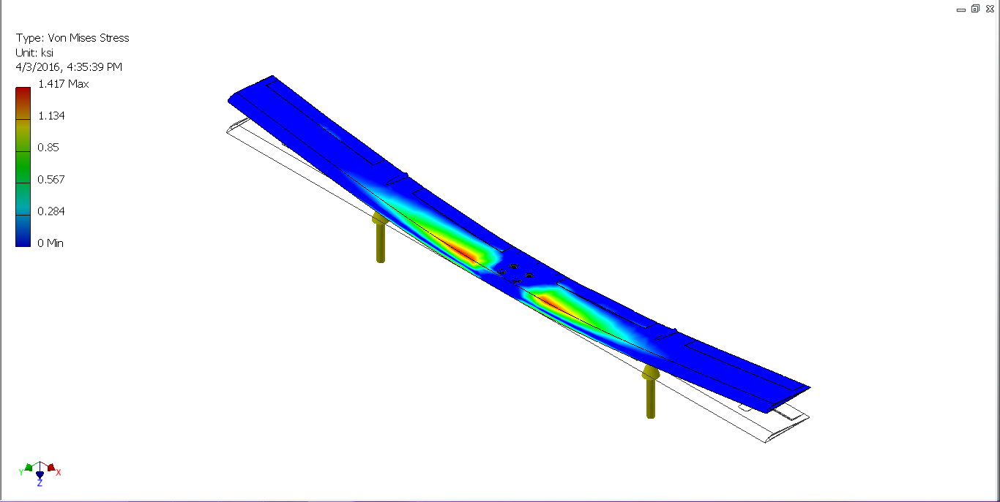 Type: Von Mises Stress
Unit: ksi
4/3/2016, 4:35:39 PM
1.417 Max
1.134
0.85
0.567
0.284
0 Min
Y
X
Z